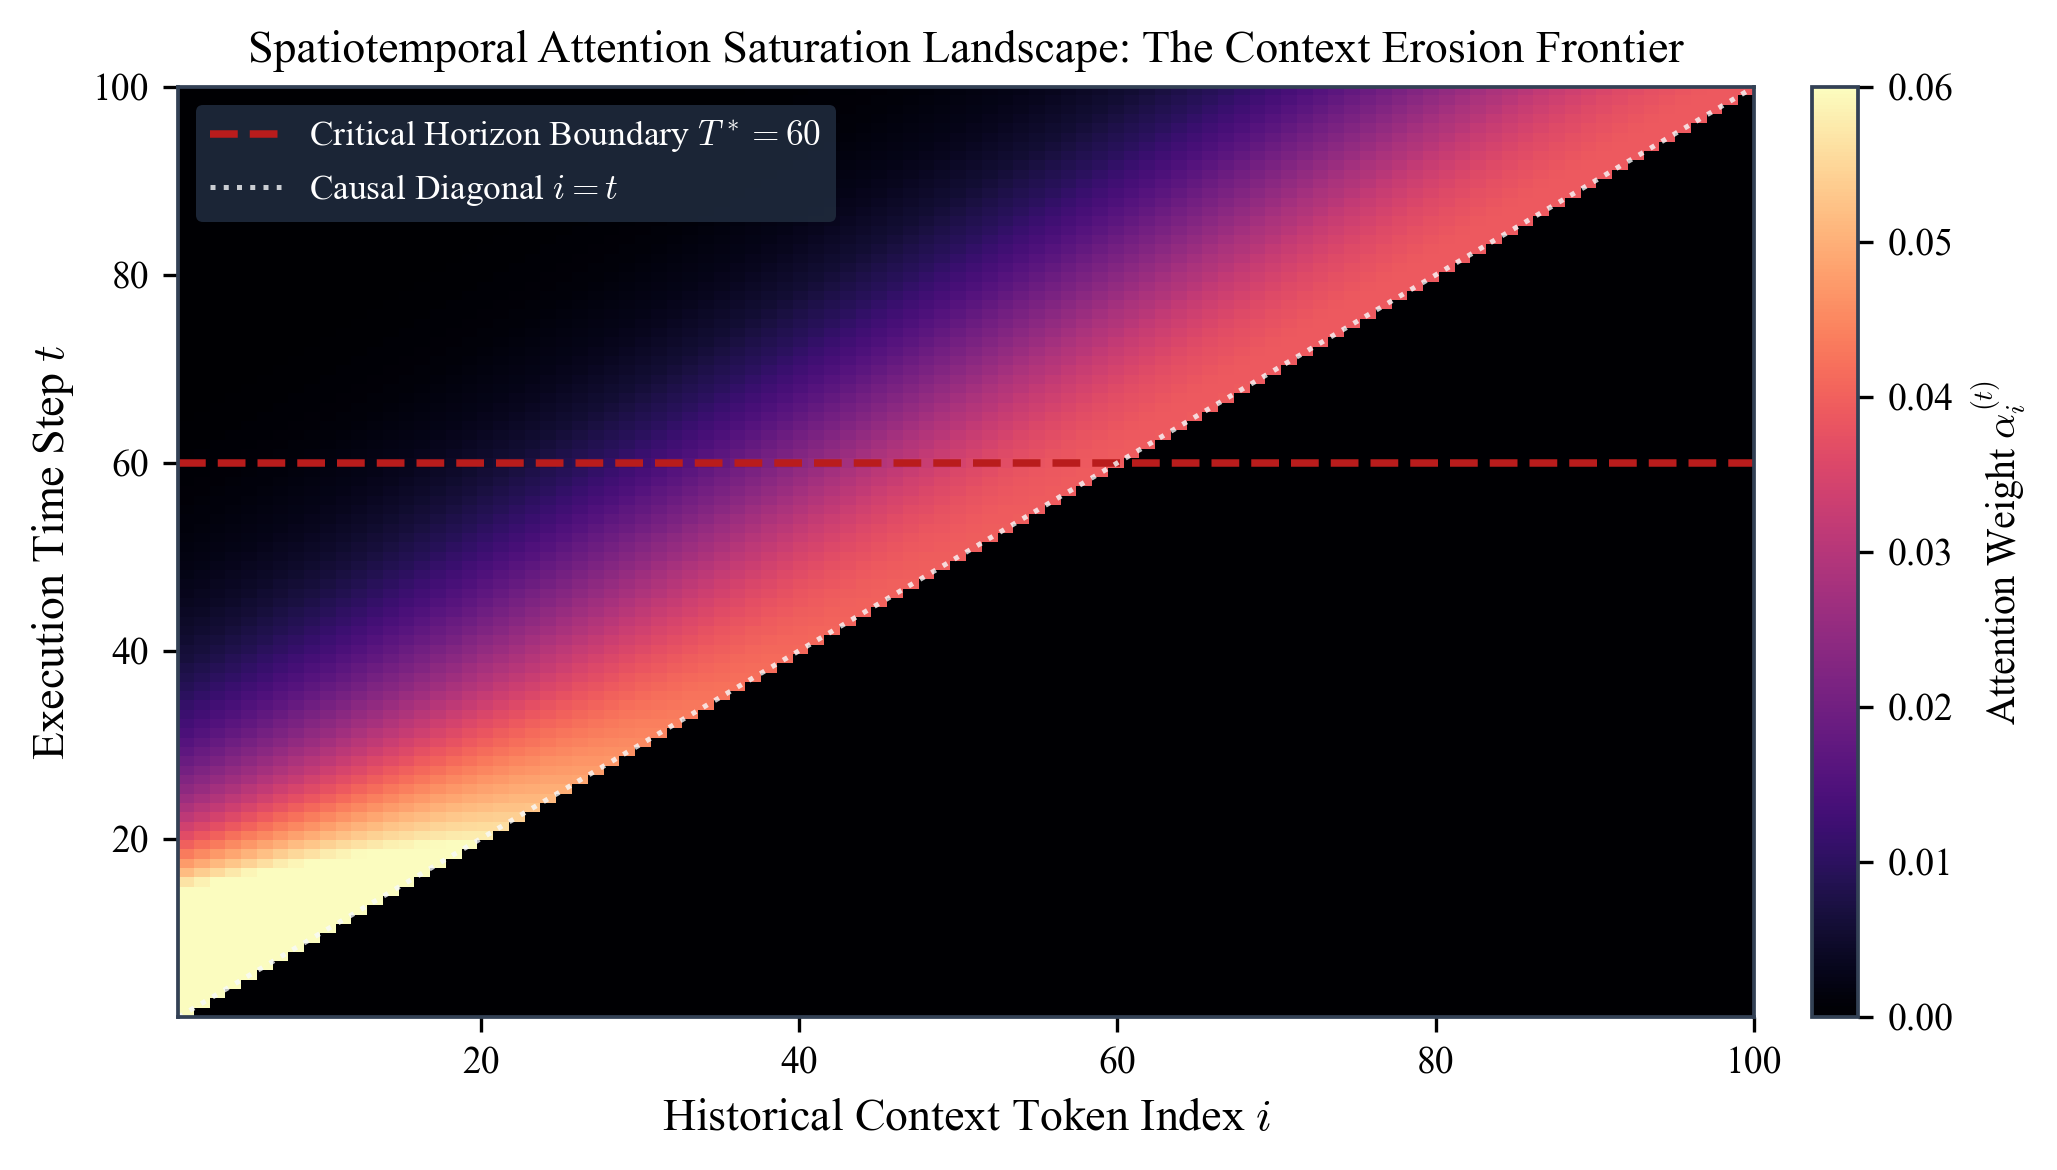 Spatiotemporal Attention Saturation Landscape: The Context Erosion Frontier
Critical Horizon Boundary T* = 60
Causal Diagonal i = t
Execution Time Step t
100
80
60
40
20
20
40
60
80
100
Historical Context Token Index i
0.06
0.05
0.04
0.03
0.02
0.01
0.00
Attention Weight α_i^(t)